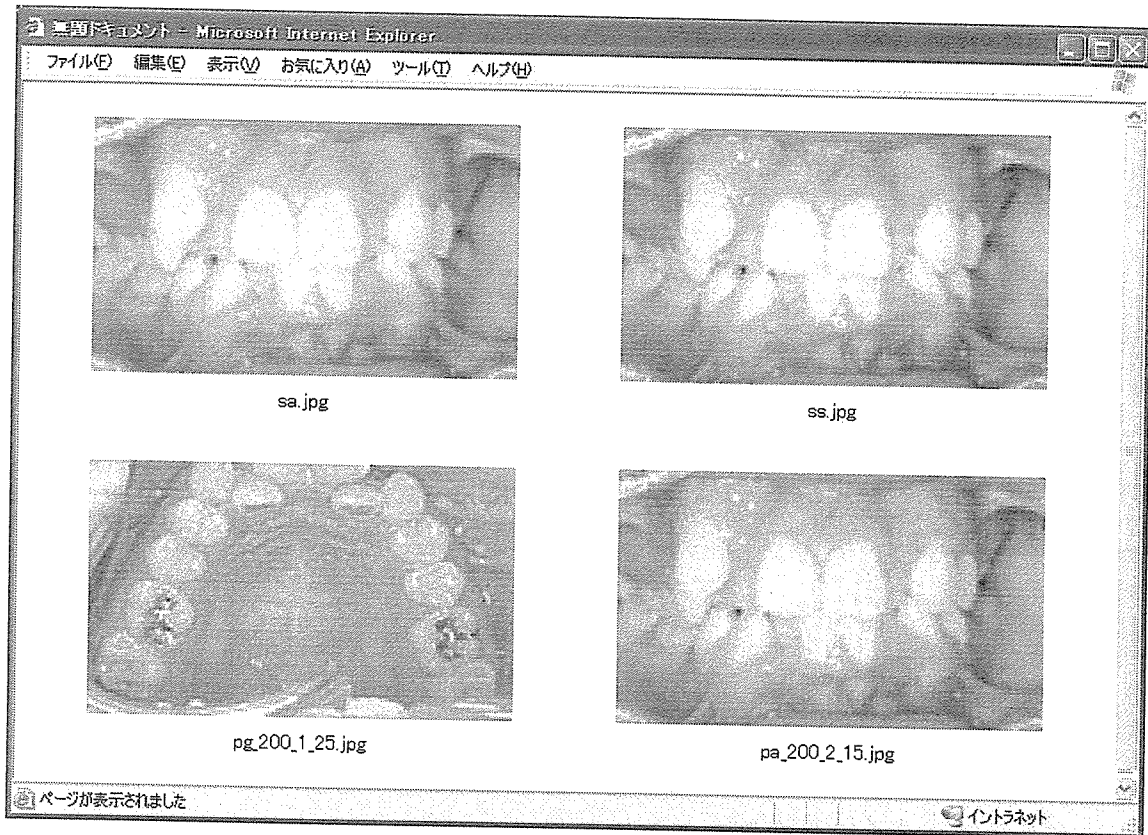 無題ドキュメント - Microsoft Internet Explorer
ファイル(F) 編集(E) 表示(V) お気に入り(A) ツール(T) ヘルプ(H)
sa.jpg
ss.jpg
pg_200_1_25.jpg
pa_200_2_15.jpg
ページが表示されました
イントラネット